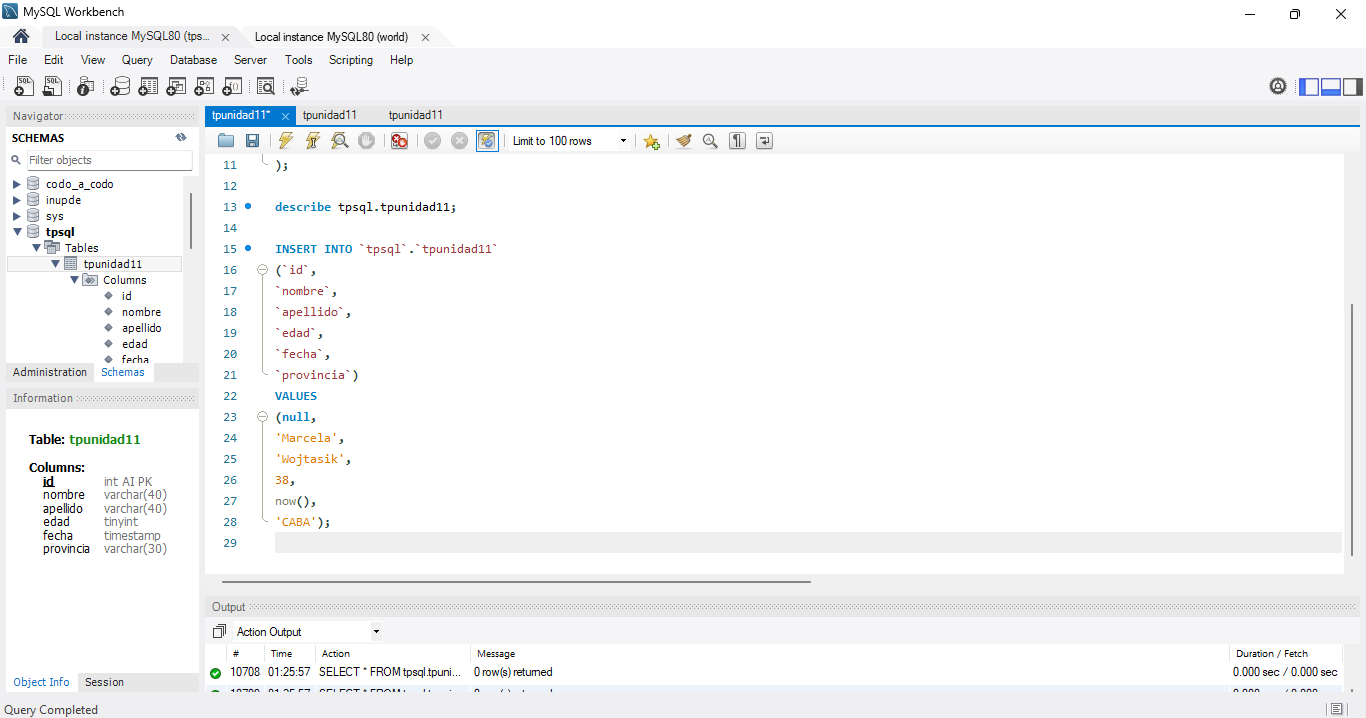 MySQL Workbench
Local instance MySQL80 (tps... Local instance MySQL80 (world)
File Edit View Query Database Server Tools Scripting Help
Navigator
SCHEMAS
Filter objects
codo_a_codo
inupde
sys
tpsql
Tables
tpunidad11
Columns
id
nombre
apellido
edad
fecha
Administration Schemas
Information
Table: tpunidad11
Columns:
id int AI PK
nombre varchar(40)
apellido varchar(40)
edad tinyint
fecha timestamp
provincia varchar(30)
Object Info Session
tpunidad11* tpunidad11 tpunidad11
Limit to 100 rows
11 );
12
13 describe tpsql.tpunidad11;
14
15 INSERT INTO `tpsql`.`tpunidad11`
16 (`id`,
17 `nombre`,
18 `apellido`,
19 `edad`,
20 `fecha`,
21 `provincia`)
22 VALUES
23 (null,
24 'Marcela',
25 'Wojtasik',
26 38,
27 now(),
28 'CABA');
29
Output
Action Output
# Time Action Message Duration / Fetch
10708 01:25:57 SELECT * FROM tpsql.tpuni... 0 row(s) returned 0.000 sec / 0.000 sec
Query Completed